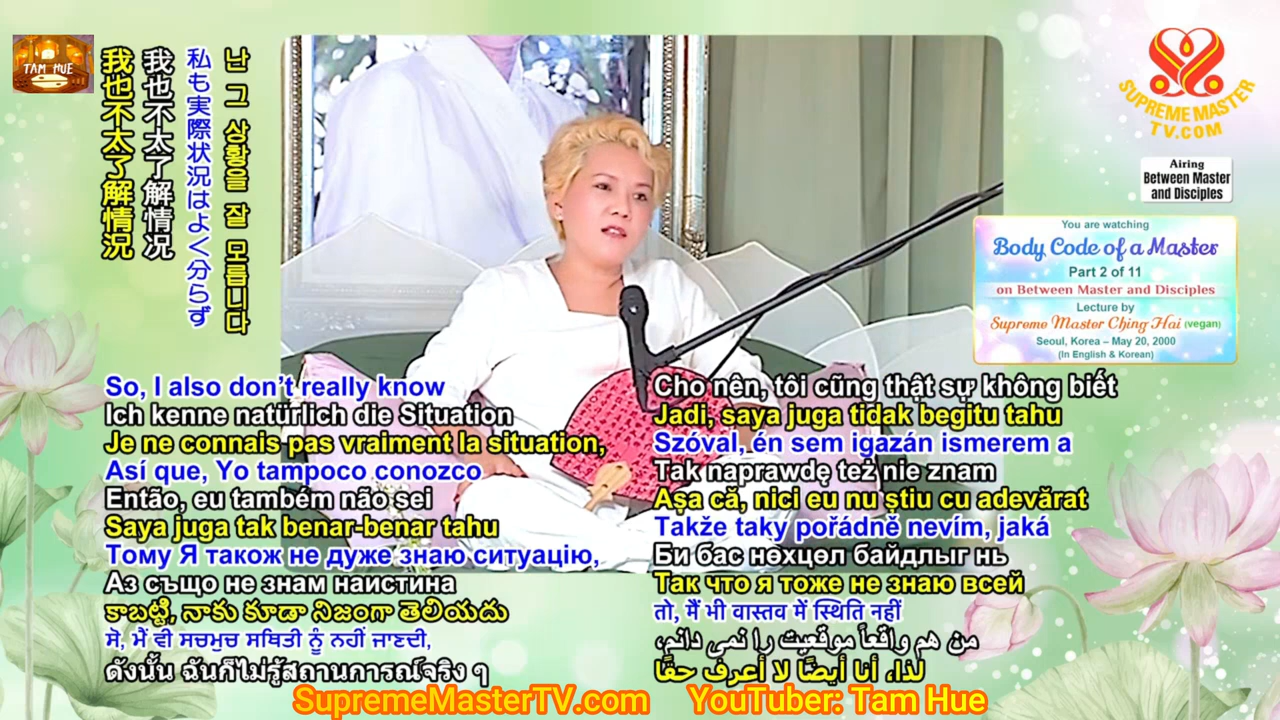 TAM HUE
我也不太了解情況
我也不太了解情况
私も実際状況はよく分らず
난 그 상황을 잘 모릅니다
SUPREME MASTER
TV.COM
Airing
Between Master
and Disciples
You are watching
Body Code of a Master
Part 2 of 11
on Between Master and Disciples
Lecture by
Supreme Master Ching Hai (vegan)
Seoul, Korea – May 20, 2000
(In English & Korean)
So, I also don't really know
Ich kenne natürlich die Situation
Je ne connais pas vraiment la situation,
Así que, Yo tampoco conozco
Então, eu também não sei
Saya juga tak benar-benar tahu
Тому Я також не дуже знаю ситуацію,
Аз също не знам наистина
కాబట్టి, నాకు కూడా నిజంగా తెలియదు
ਸੋ, ਮੈਂ ਵੀ ਸਚਮੁਚ ਸਥਿਤੀ ਨੂੰ ਨਹੀਂ ਜਾਣਦੀ,
ดังนั้น ฉันก็ไม่รู้สถานการณ์จริง ๆ
Cho nên, tôi cũng thật sự không biết
Jadi, saya juga tidak begitu tahu
Szóval, én sem igazán ismerem a
Tak naprawdę też nie znam
Așa că, nici eu nu știu cu adevărat
Takže taky pořádně nevím, jaká
Би бас нөхцөл байдлыг нь
Так что я тоже не знаю всей
तो, मैं भी वास्तव में स्थिति नहीं
من هم واقعاً موقعیت را نمی دانم،
لذا، أنا أيضًا لا أعرف حقًا
SupremeMasterTV.com YouTuber: Tam Hue